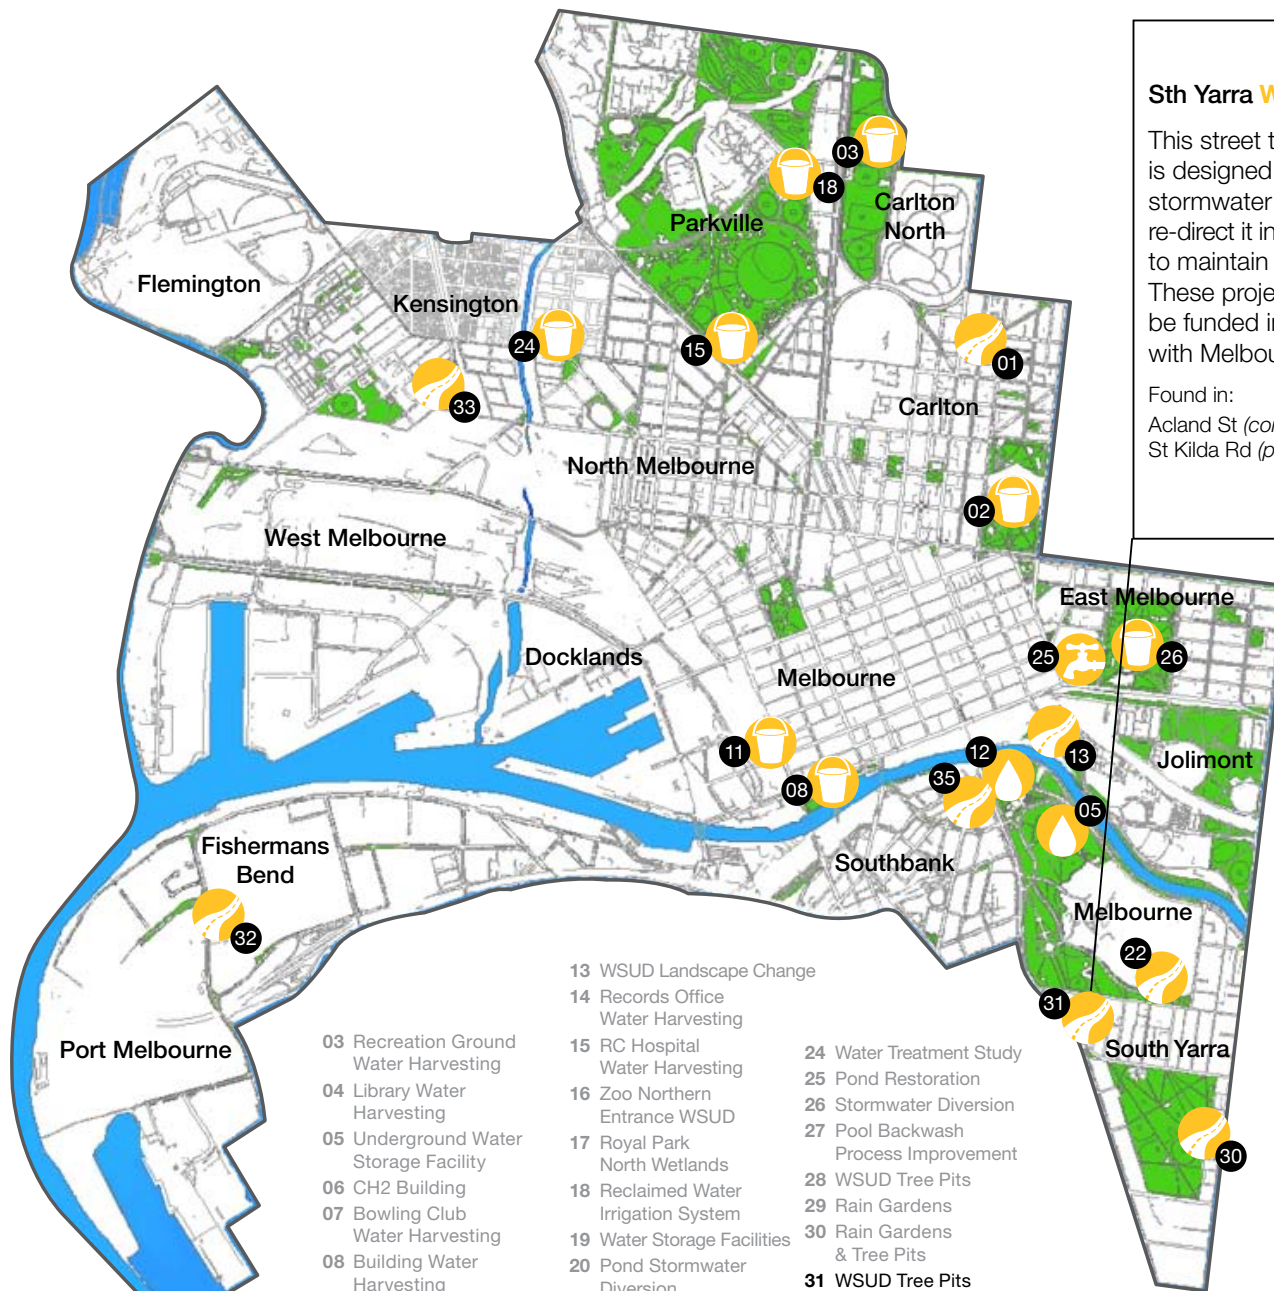 Sth Yarra W
This street t
is designed
stormwater
re-direct it in
to maintain
These proje
be funded in
with Melbou
Found in:
Acland St (cor
St Kilda Rd (p
03
18
Parkville
Carlton
North
Flemington
Kensington
24
15
01
33
Carlton
North Melbourne
02
West Melbourne
East Melbourne
25
26
Docklands
Melbourne
11
12
13
Jolimont
35
08
05
Southbank
Fishermans
Bend
32
Melbourne
22
31
Port Melbourne
South Yarra
30
03 Recreation Ground
Water Harvesting
04 Library Water
Harvesting
05 Underground Water
Storage Facility
06 CH2 Building
07 Bowling Club
Water Harvesting
08 Building Water
Harvesting
13 WSUD Landscape Change
14 Records Office
Water Harvesting
15 RC Hospital
Water Harvesting
16 Zoo Northern
Entrance WSUD
17 Royal Park
North Wetlands
18 Reclaimed Water
Irrigation System
19 Water Storage Facilities
20 Pond Stormwater
Diversion
24 Water Treatment Study
25 Pond Restoration
26 Stormwater Diversion
27 Pool Backwash
Process Improvement
28 WSUD Tree Pits
29 Rain Gardens
30 Rain Gardens
& Tree Pits
31 WSUD Tree Pits